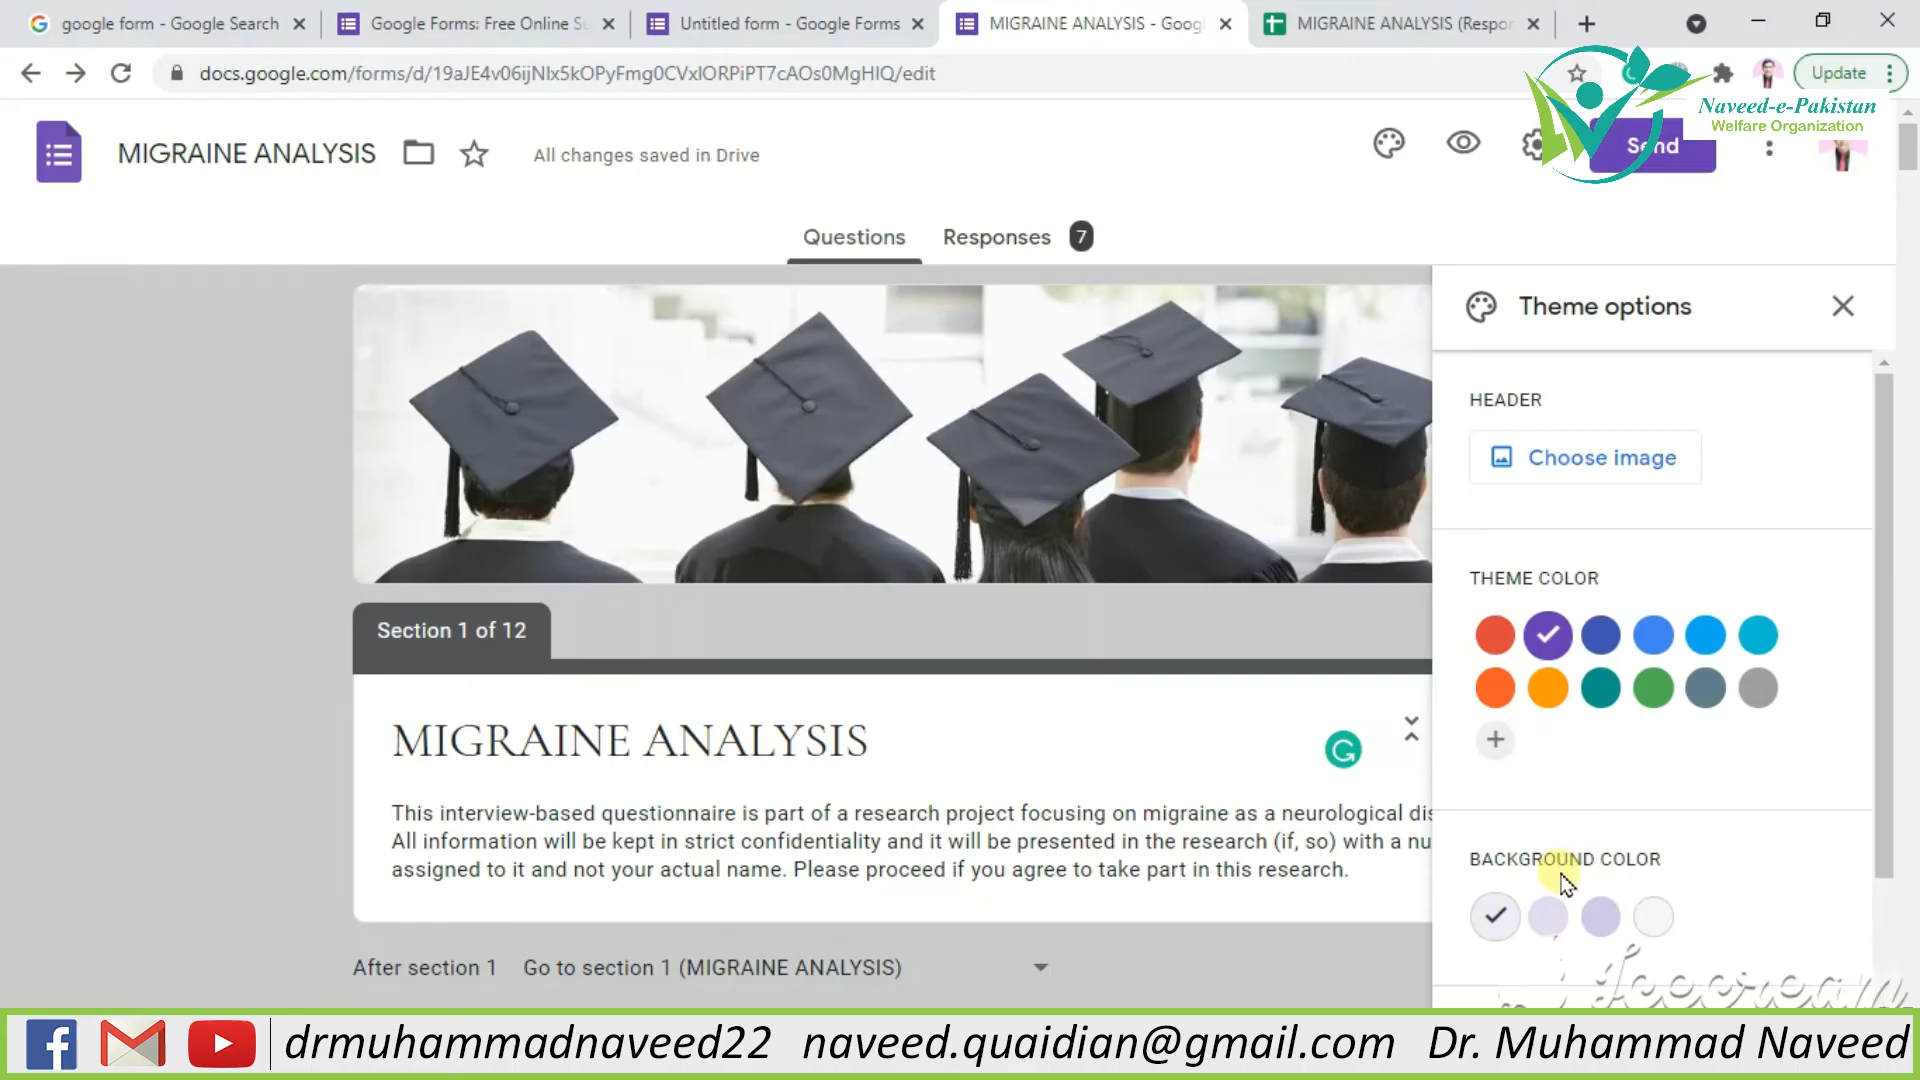 google form - Google Search
Google Forms: Free Online Su
Untitled form - Google Forms
MIGRAINE ANALYSIS - Goog
MIGRAINE ANALYSIS (Respor
docs.google.com/forms/d/19aJE4v06ijNIx5kOPyFmg0CVxlORPiPT7cAOs0MgHIQ/edit
Update
Naveed-e-Pakistan
Welfare Organization
MIGRAINE ANALYSIS
All changes saved in Drive
Send
Questions
Responses
7
Theme options
HEADER
Choose image
THEME COLOR
Section 1 of 12
MIGRAINE ANALYSIS
This interview-based questionnaire is part of a research project focusing on migraine as a neurological dis
All information will be kept in strict confidentiality and it will be presented in the research (if, so) with a nu
assigned to it and not your actual name. Please proceed if you agree to take part in this research.
BACKGROUND COLOR
After section 1
Go to section 1 (MIGRAINE ANALYSIS)
Icecream
drmuhammadnaveed22 naveed.quaidian@gmail.com Dr. Muhammad Naveed